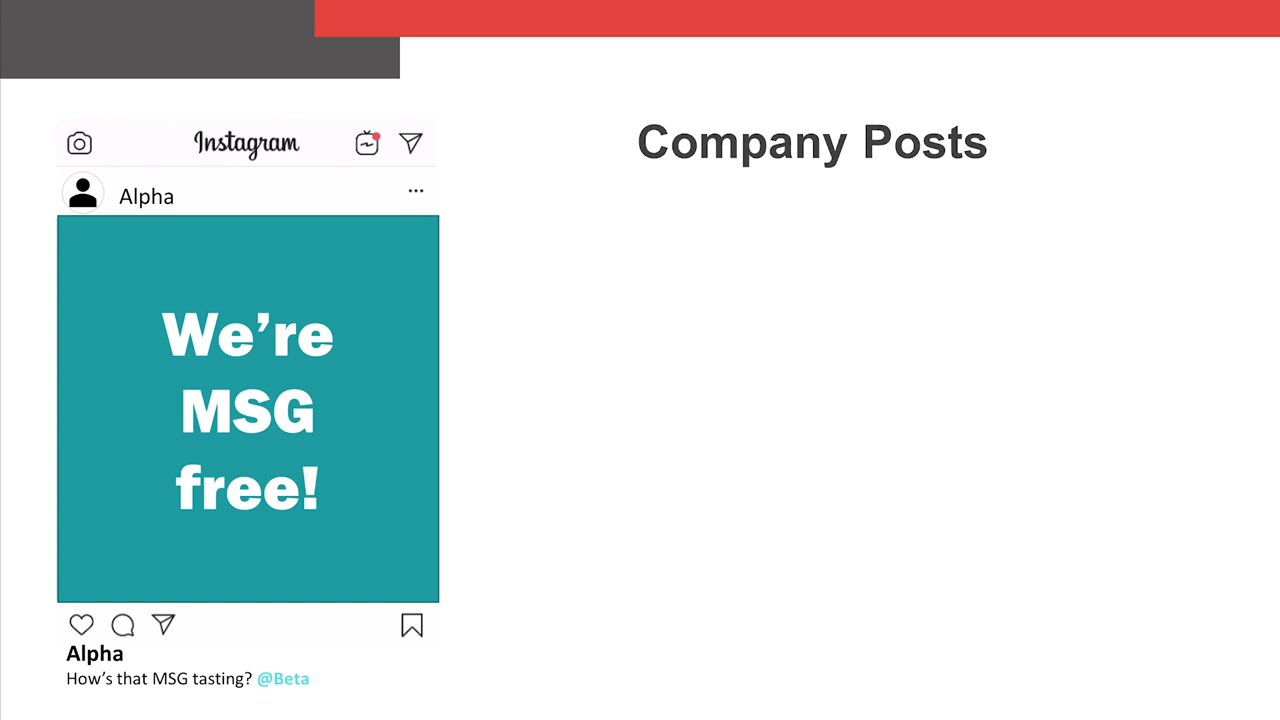 Company Posts
Instagram
Alpha
...
We’re
MSG
free!
Alpha
How’s that MSG tasting? @Beta